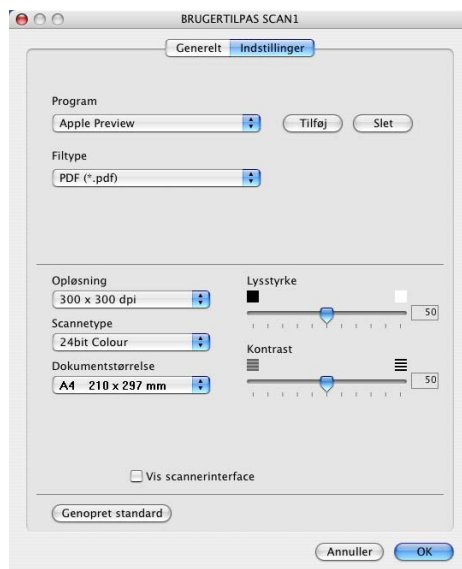 BRUGERTILPAS SCAN1
Generelt Indstillinger
Program
Apple Preview Tilføj Slet
Filtype
PDF (*.pdf)
Opløsning Lysstyrke
300 x 300 dpi 50
Scannetype
24bit Colour
Kontrast
Dokumentstørrelse
A4 210 x 297 mm 50
Vis scannerinterface
Genopret standard
Annuller OK